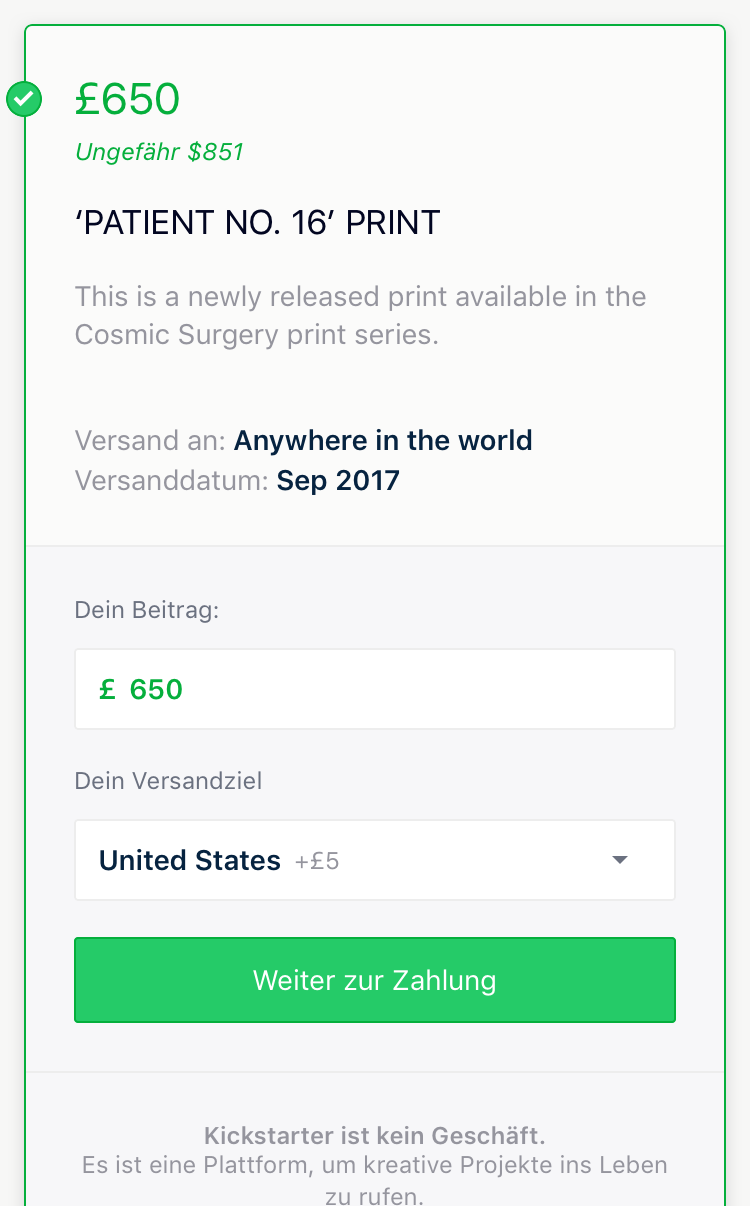 £650
Ungefähr $851
‘PATIENT NO. 16’ PRINT
This is a newly released print available in the
Cosmic Surgery print series.
Versand an: Anywhere in the world
Versanddatum: Sep 2017
Dein Beitrag:
£ 650
Dein Versandziel
United States +£5
Weiter zur Zahlung
Kickstarter ist kein Geschäft.
Es ist eine Plattform, um kreative Projekte ins Leben
zu rufen.